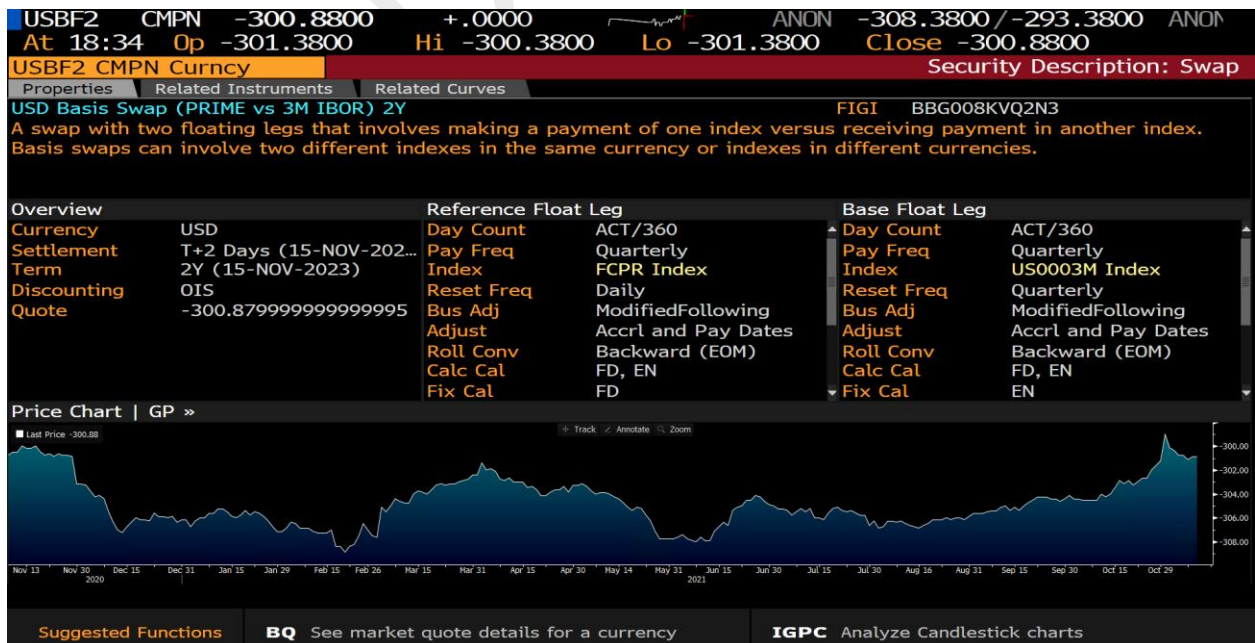 USBF2 CMPN -300.8800 +.0000 ANON -308.3800/-293.3800 ANON
At 18:34 Op -301.3800 Hi -300.3800 Lo -301.3800 Close -300.8800
USBF2 CMPN Curncy Security Description: Swap
Properties Related Instruments Related Curves
USD Basis Swap (PRIME vs 3M IBOR) 2Y FIGI BBG008KVQ2N3
A swap with two floating legs that involves making a payment of one index versus receiving payment in another index.
Basis swaps can involve two different indexes in the same currency or indexes in different currencies.
Overview Reference Float Leg Base Float Leg
Currency USD Day Count ACT/360 Day Count ACT/360
Settlement T+2 Days (15-NOV-202... Pay Freq Quarterly Pay Freq Quarterly
Term 2Y (15-NOV-2023) Index FCPR Index Index US0003M Index
Discounting OIS Reset Freq Daily Reset Freq Quarterly
Quote -300.879999999999995 Bus Adj ModifiedFollowing Bus Adj ModifiedFollowing
Adjust Accrl and Pay Dates Adjust Accrl and Pay Dates
Roll Conv Backward (EOM) Roll Conv Backward (EOM)
Calc Cal FD, EN Calc Cal FD, EN
Fix Cal FD Fix Cal EN
Price Chart | GP »
Last Price -300.88 Track Annotate Zoom
-300.00
-302.00
-304.00
-306.00
-308.00
Nov 13 Nov 30 Dec 15 Dec 31 Jan 15 Jan 29 Feb 15 Feb 26 Mar 15 Mar 31 Apr 15 Apr 30 May 14 May 31 Jun 15 Jun 30 Jul 15 Jul 30 Aug 16 Aug 31 Sep 15 Sep 30 Oct 15 Oct 29
2020 2021
Suggested Functions BQ See market quote details for a currency IGPC Analyze Candlestick charts